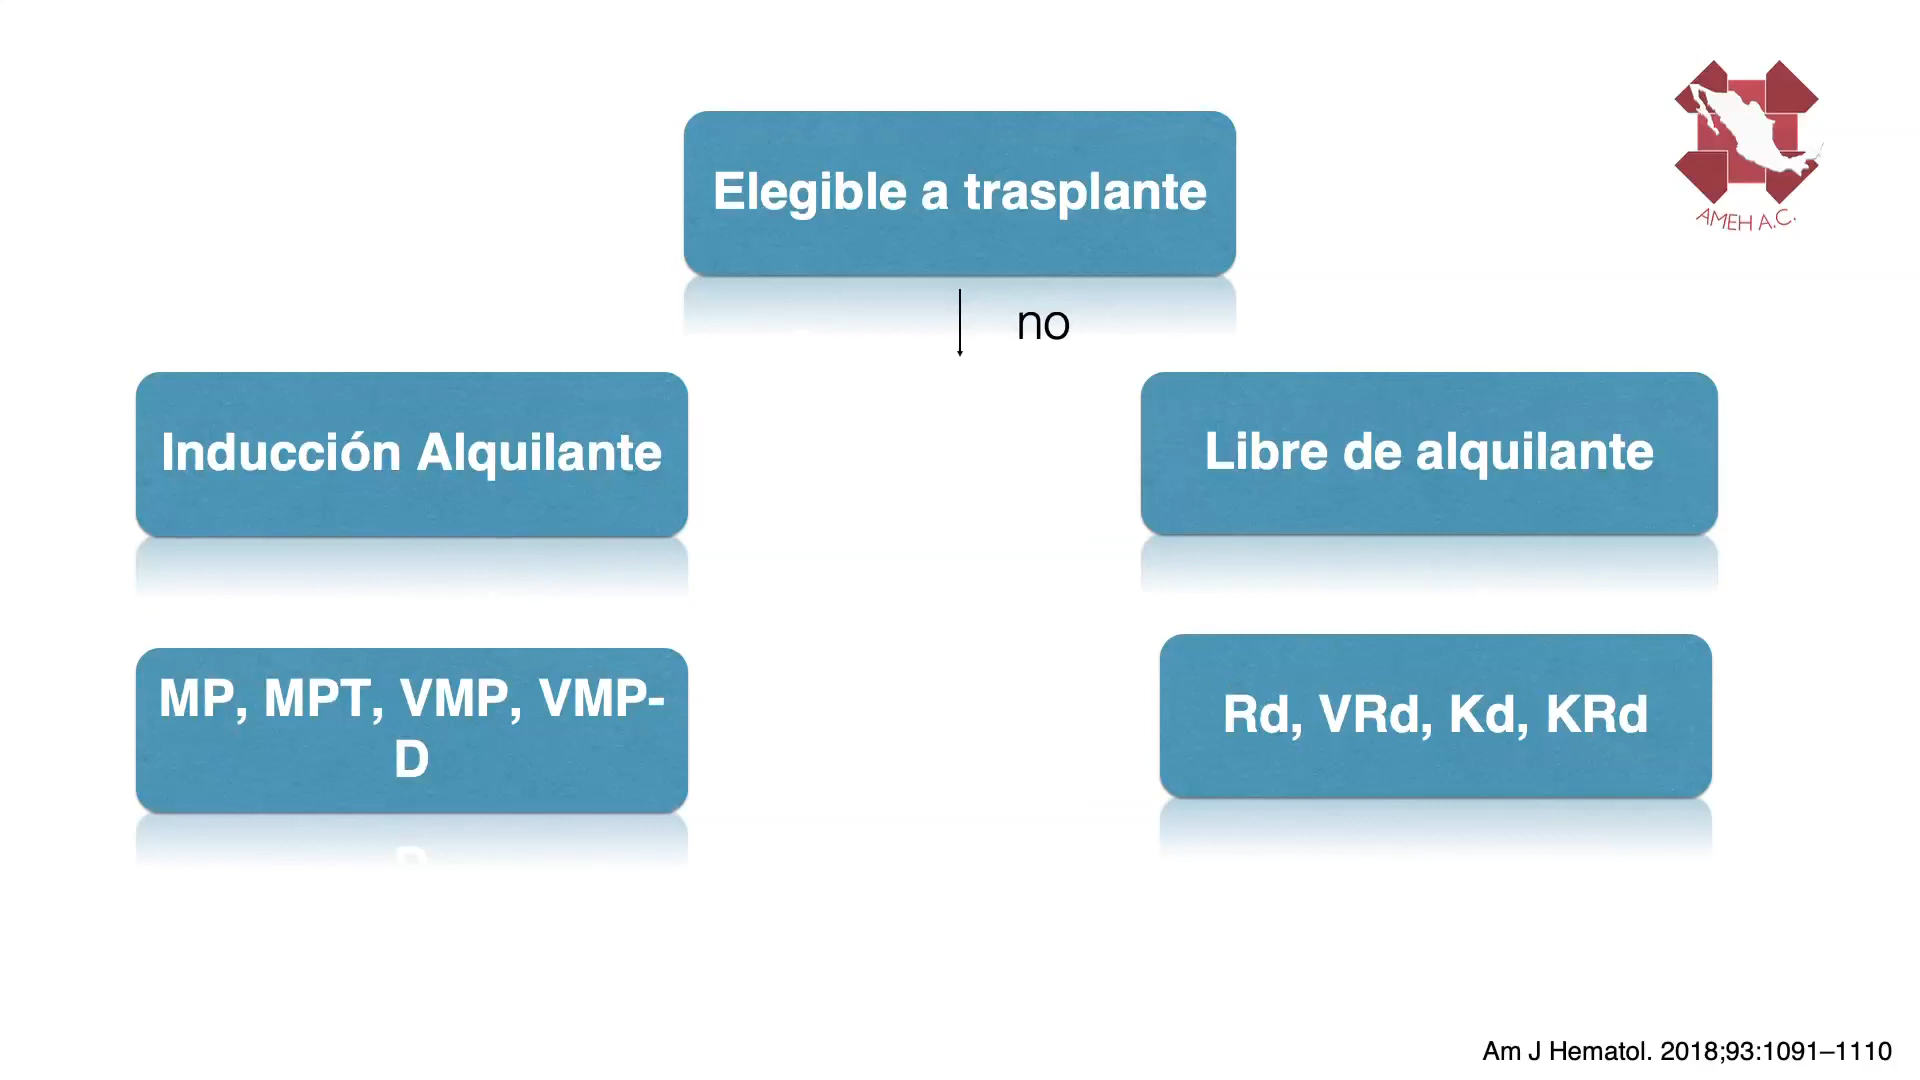 AMEH A.C.
Elegible a trasplante
no
Inducción Alquilante
Libre de alquilante
MP, MPT, VMP, VMP-
D
Rd, VRd, Kd, KRd
Am J Hematol. 2018;93:1091–1110